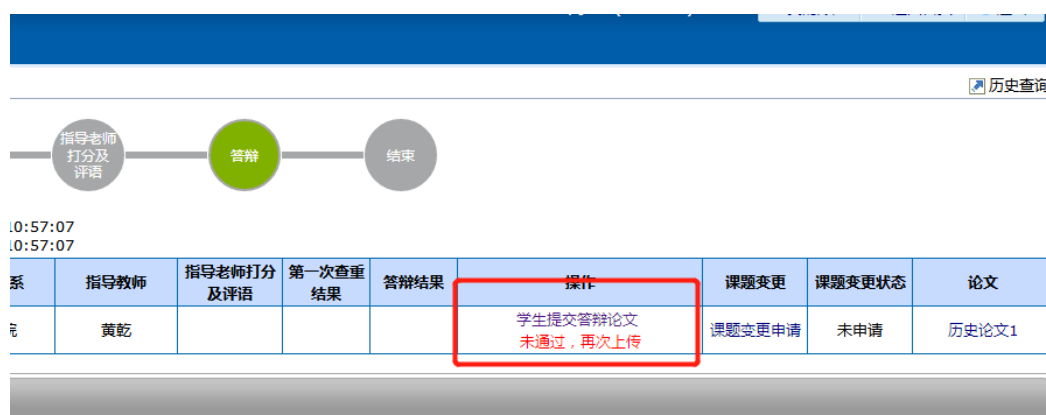 历史查询
指导老师
打分及
评语
答辩
结束
10:57:07
10:57:07
系 指导教师 指导老师打分及评语 第一次查重结果 答辩结果 操作 课题变更 课题变更状态 论文
黄乾 学生提交答辩论文 课题变更申请 未申请 历史论文1
未通过，再次上传